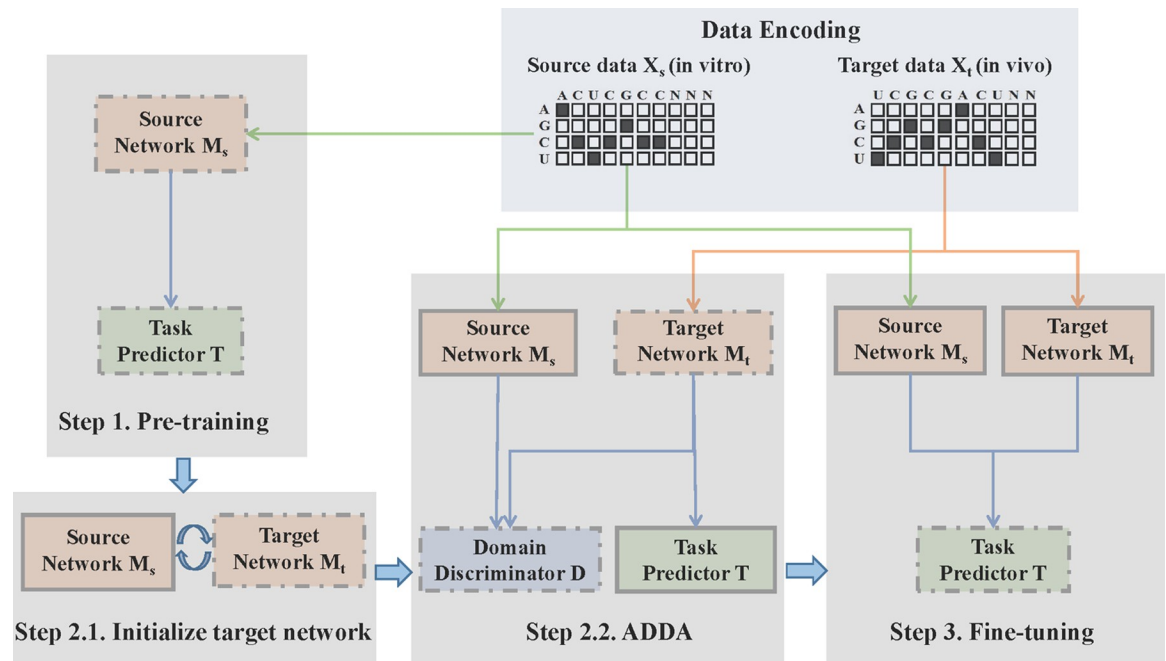 Data Encoding
Source data Xs (in vitro)
Target data Xt (in vivo)
A C U C G C C N N N
A
G
C
U
U C G C G A C U N N
A
G
C
U
Source
Network Ms
Task
Predictor T
Step 1. Pre-training
Source
Network Ms
Target
Network Mt
Step 2.1. Initialize target network
Source
Network Ms
Target
Network Mt
Domain
Discriminator D
Task
Predictor T
Step 2.2. ADDA
Source
Network Ms
Target
Network Mt
Task
Predictor T
Step 3. Fine-tuning